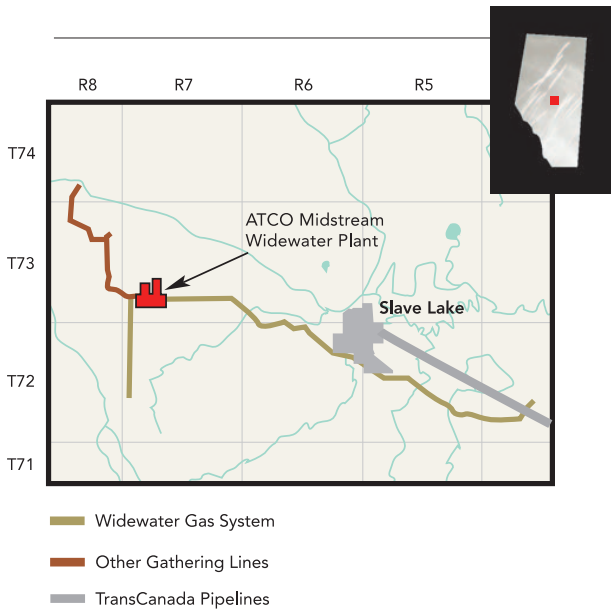 R8 R7 R6 R5
T74
ATCO Midstream
Widewater Plant
T73
Slave Lake
T72
T71
Widewater Gas System
Other Gathering Lines
TransCanada Pipelines